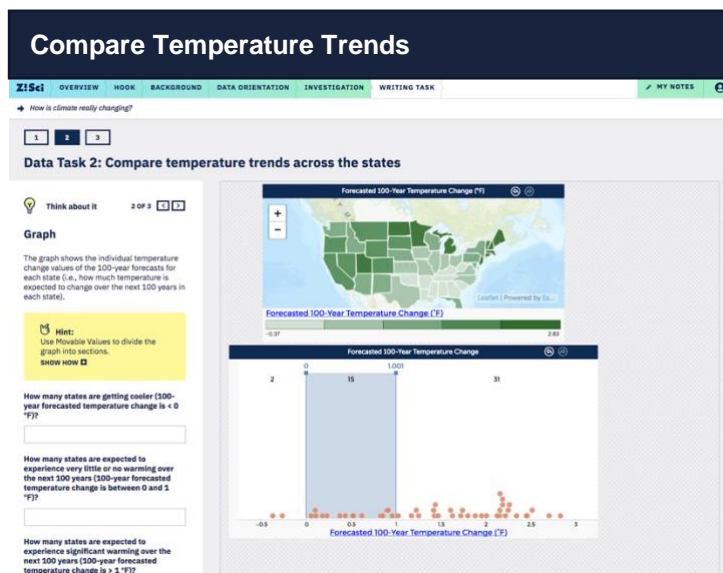 Compare Temperature Trends
Z!Sci OVERVIEW HOOK BACKGROUND DATA ORIENTATION INVESTIGATION WRITING TASK MY NOTES
How is climate really changing?
1 2 3
Data Task 2: Compare temperature trends across the states
Think about it 2 OF 3 < >
Graph
The graph shows the individual temperature
change values of the 100-year forecasts for
each state (i.e., how much temperature is
expected to change over the next 100 years in
each state).
Hint:
Use Movable Values to divide the
graph into sections.
SHOW HOW
How many states are getting cooler (100-
year forecasted temperature change is < 0
°F)?
How many states are expected to
experience very little or no warming over
the next 100 years (100-year forecasted
temperature change is between 0 and 1
°F)?
How many states are expected to
experience significant warming over the
next 100 years (100-year forecasted
temperature change is > 1 °F)?
Forecasted 100-Year Temperature Change (°F)
+
−
Leaflet | Powered by Es...
Forecasted 100-Year Temperature Change (°F)
-0.37 2.83
Forecasted 100-Year Temperature Change
0 1.001
2 15 31
-0.5 0 0.5 1 1.5 2 2.5 3
Forecasted 100-Year Temperature Change (°F)